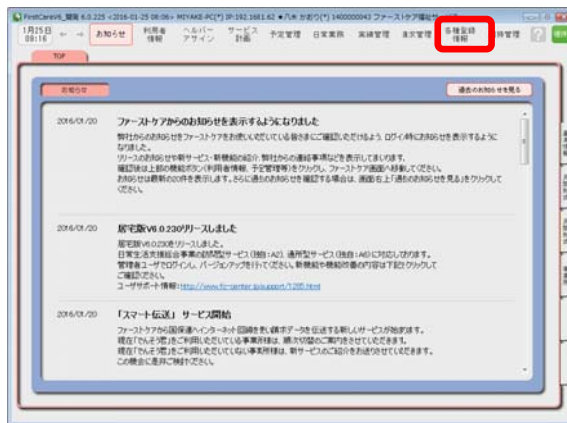 FirstCareV6_開発 6.0.225 <2016-01-25 08:06> MIYAKE-PC(*) IP:192.168.1.62 ★八木 かおり(*) 1400000043 ファーストケア福祉サービス
1月25日
08:16
← →
お知らせ
利用者
情報
ヘルパー
アサイン
サービス
計画
予定管理
日常業務
実績管理
月次管理
各種登録
情報
管理
?
TOP
お知らせ
過去のお知らせを見る
2016/01/20 ファーストケアからのお知らせを表示するようになりました
弊社からのお知らせをファーストケアをお使いいただいている皆さまにご確認いただけるよう、ログイン時にお知らせを表示するように
なりました。
リリースのお知らせや新サービス・新機能の紹介、弊社からの連絡事項などを表示してまいります。
確認後は上部の機能ボタン(利用者情報、予定管理等)をクリックし、ファーストケア画面へ移動してください。
お知らせは最新の20件を表示します。さらに過去のお知らせを確認する場合は、画面右上「過去のお知らせを見る」をクリックして
ください。
2016/01/20 居宅版V6.0.230リリースしました
居宅版V6.0.230をリリースしました。
日常生活支援総合事業の訪問型サービス(独自:A2)、通所型サービス(独自:A6)に対応しております。
管理者ユーザでログインし、バージョンアップを行ってください。新機能や機能改善の内容は下記をクリックして
ご確認ください。
ユーザサポート情報:http://www.fc-center.jp/support/1285.html
2016/01/20 「スマート伝送」 サービス開始
ファーストケアから国保連へインターネット回線を使い請求データを伝送する新しいサービスが始まります。
現在「でんそう君」をご利用いただいている事業所様は、順次切替のご案内をさせていただきます。
現在「でんそう君」をご利用いただいていない事業所様は、新サービスのご紹介をお送りさせていただきます。
この機会に是非ご検討ください。